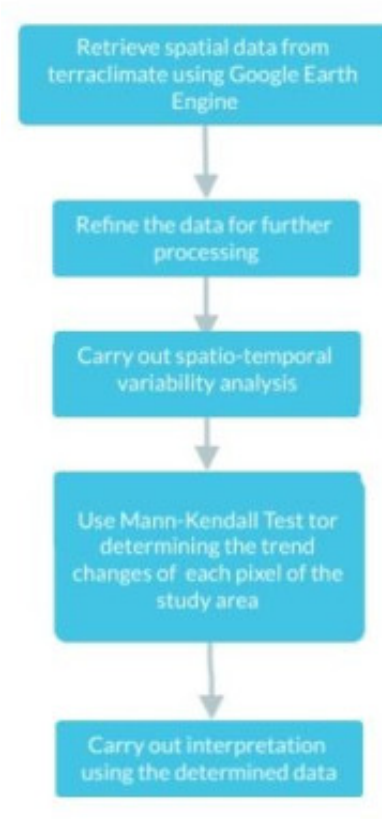 Retrieve spatial data from
terraclimate using Google Earth
Engine
Refine the data for further
processing
Carry out spatio-temporal
variability analysis
Use Mann-Kendall Test tor
determining the trend
changes of each pixel of the
study area
Carry out interpretation
using the determined data